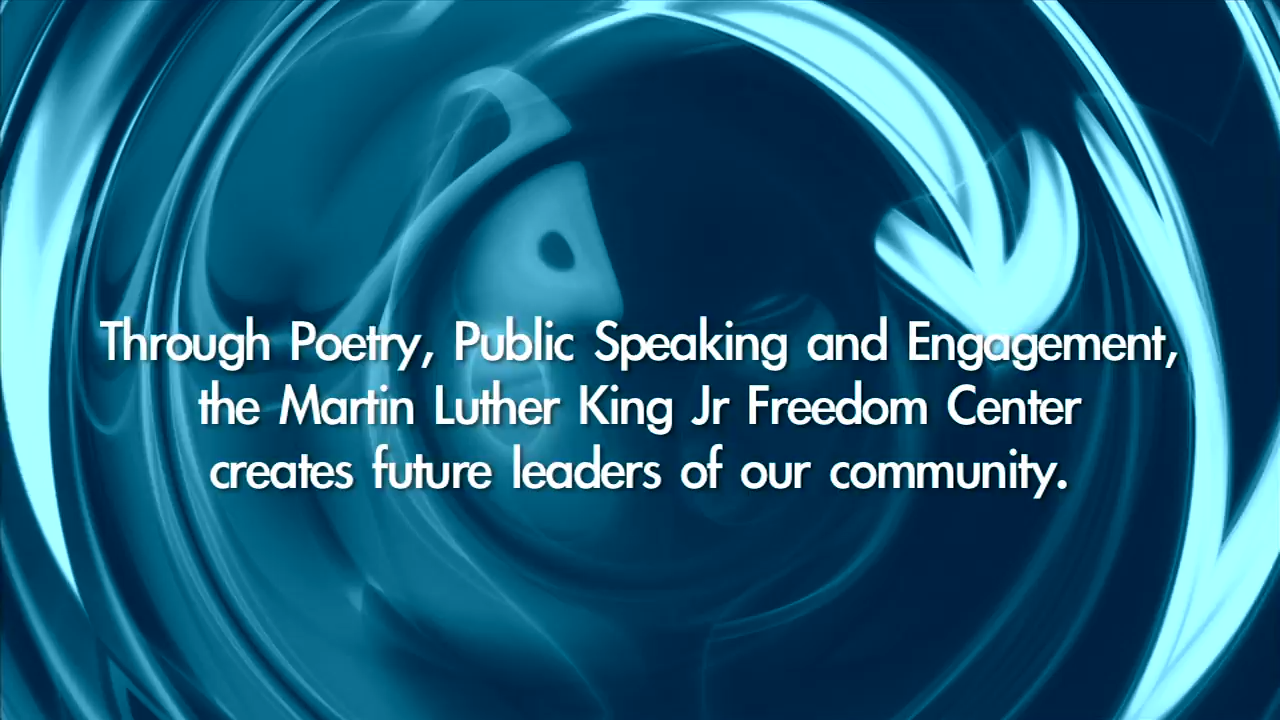 Through Poetry, Public Speaking and Engagement,
the Martin Luther King Jr Freedom Center
creates future leaders of our community.